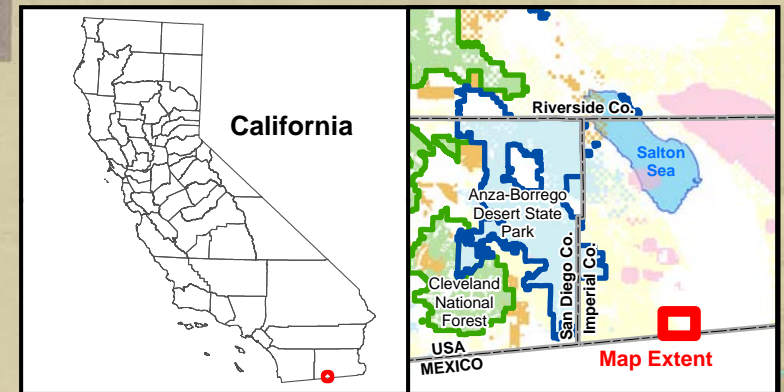 California
Riverside Co.
Salton
Sea
Anza-Borrego
Desert State
Park
San Diego Co.
Imperial Co.
Cleveland
National
Forest
USA
MEXICO
Map Extent